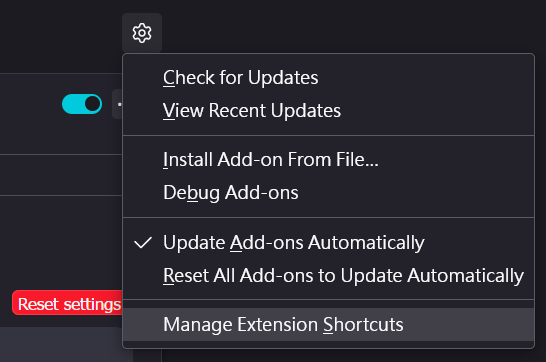 Check for Updates
View Recent Updates
Install Add-on From File...
Debug Add-ons
Update Add-ons Automatically
Reset All Add-ons to Update Automatically
Reset settings
Manage Extension Shortcuts